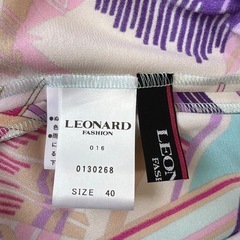 LEONARD
FASHION
016
0130268
SIZE 40
LEON
FAS